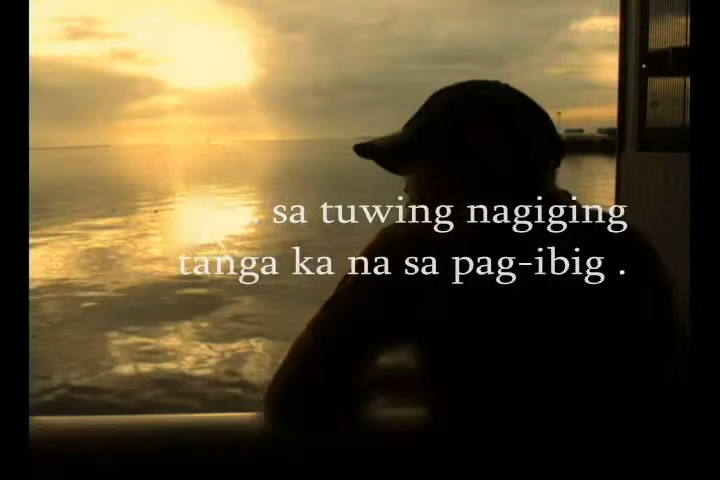 . sa tuwing nagiging
tanga ka na sa pag-ibig .